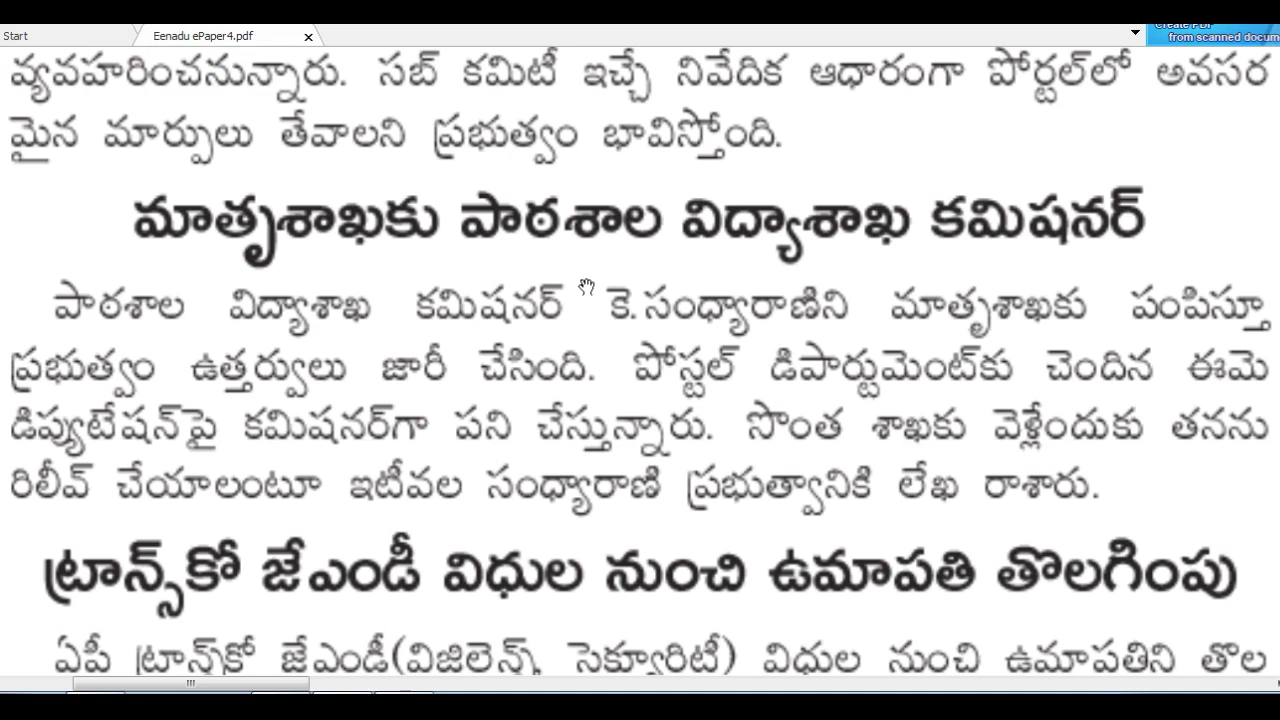 Create PDF
Start
Eenadu ePaper4.pdf
from scanned docum
వ్యవహరించనున్నారు. సబ్ కమిటీ ఇచ్చే నివేదిక ఆధారంగా పోర్టల్‌లో అవసర
మైన మార్పులు తేవాలని ప్రభుత్వం భావిస్తోంది.
మాతృశాఖకు పాఠశాల విద్యాశాఖ కమిషనర్
పాఠశాల విద్యాశాఖ కమిషనర్ కె.సంధ్యారాణిని మాతృశాఖకు పంపిస్తూ
ప్రభుత్వం ఉత్తర్వులు జారీ చేసింది. పోస్టల్ డిపార్టుమెంట్‌కు చెందిన ఈమె
డిప్యుటేషన్‌పై కమిషనర్‌గా పని చేస్తున్నారు. సొంత శాఖకు వెళ్లేందుకు తనను
రిలీవ్ చేయాలంటూ ఇటీవల సంధ్యారాణి ప్రభుత్వానికి లేఖ రాశారు.
ట్రాన్స్‌కో జేఎండీ విధుల నుంచి ఉమాపతి తొలగింపు
ఏపీ ట్రాన్స్‌కో జేఎండీ(విజిలెన్స్, సెక్యూరిటీ) విధుల నుంచి ఉమాపతిని తొల